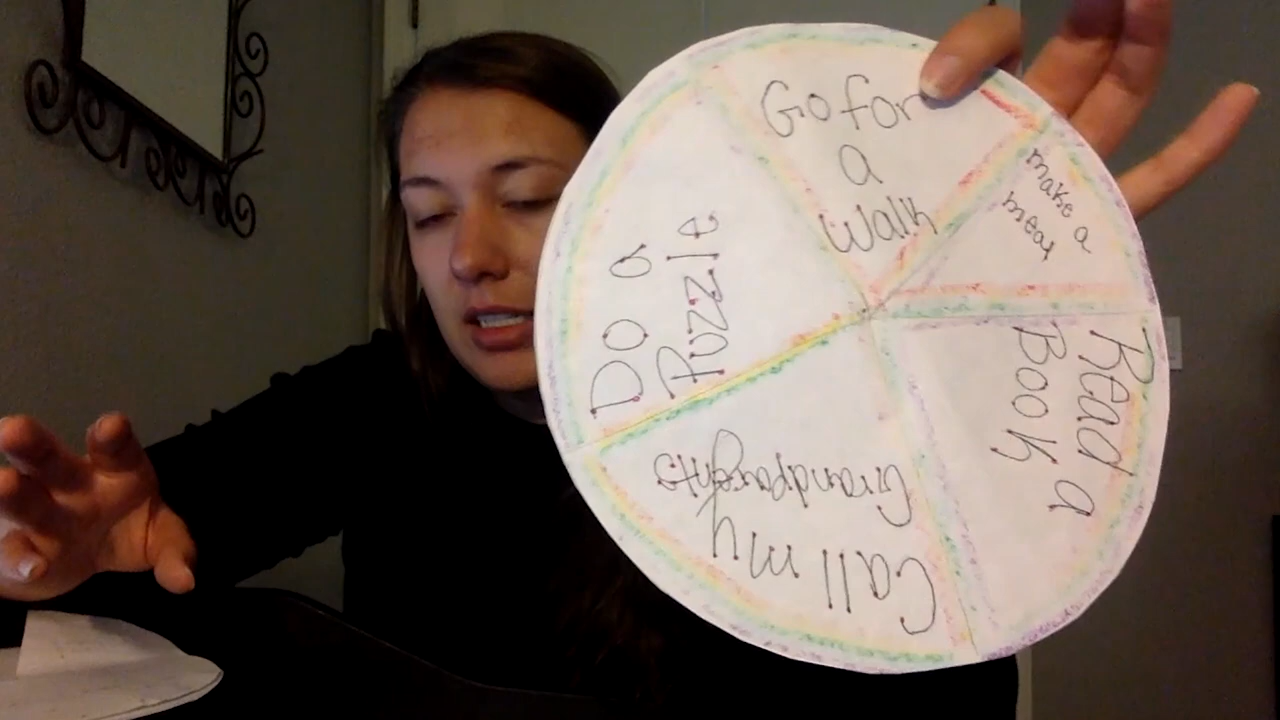 Go for
a
Walk
make a
meal
Read a
Book
Call my
Grandparents
Do a
Puzzle